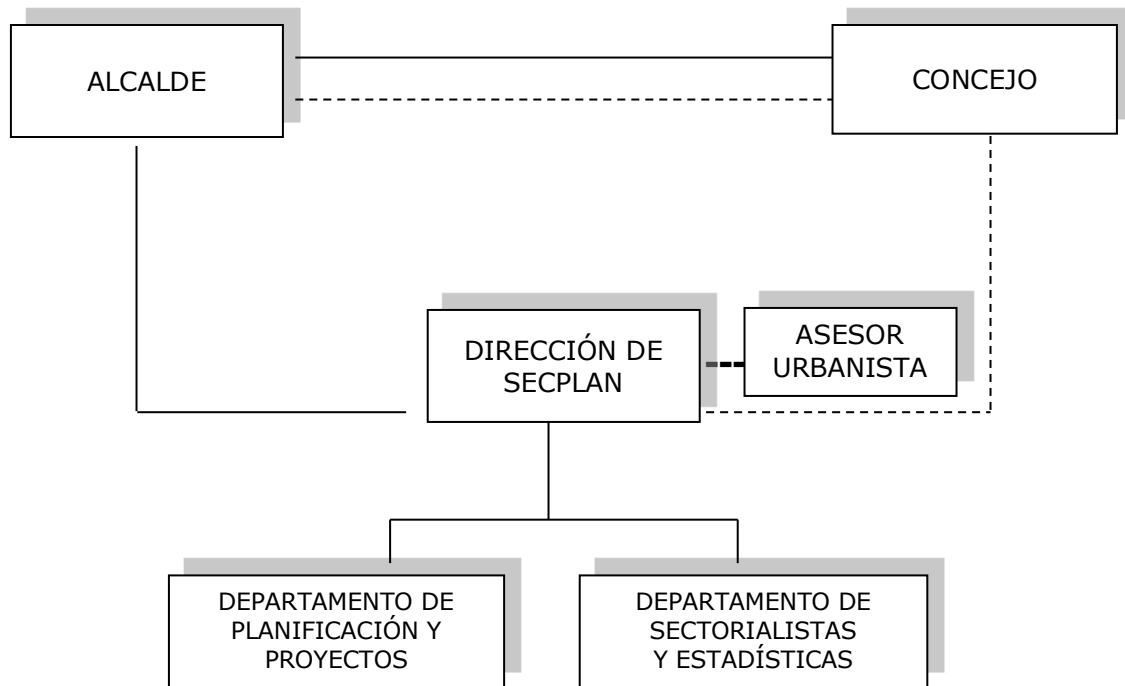 ALCALDE
CONCEJO
DIRECCIÓN DE
SECPLAN
ASESOR
URBANISTA
DEPARTAMENTO DE
PLANIFICACIÓN Y
PROYECTOS
DEPARTAMENTO DE
SECTORIALISTAS
Y ESTADÍSTICAS